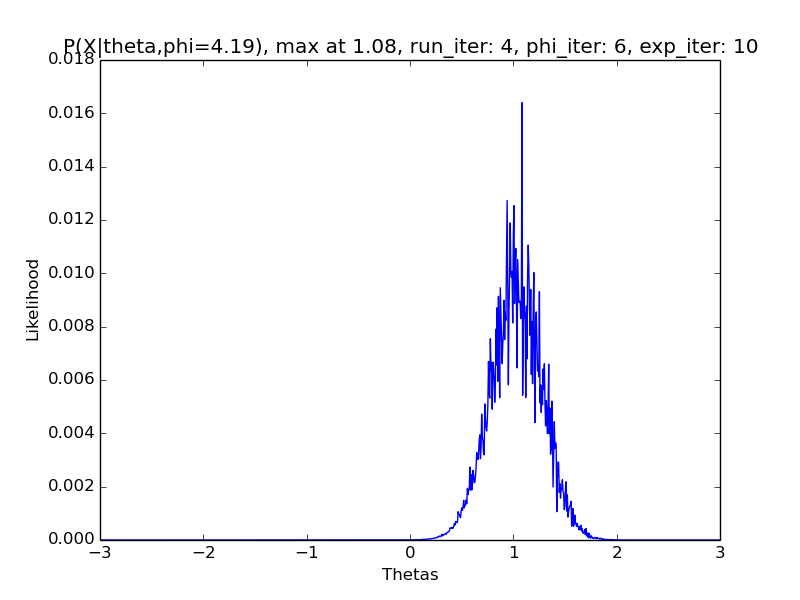 P(X|theta,phi=4.19), max at 1.08, run_iter: 4, phi_iter: 6, exp_iter: 10
0.018
0.016
0.014
0.012
0.010
0.008
0.006
0.004
0.002
0.000
Likelihood
−3 −2 −1 0 1 2 3
Thetas